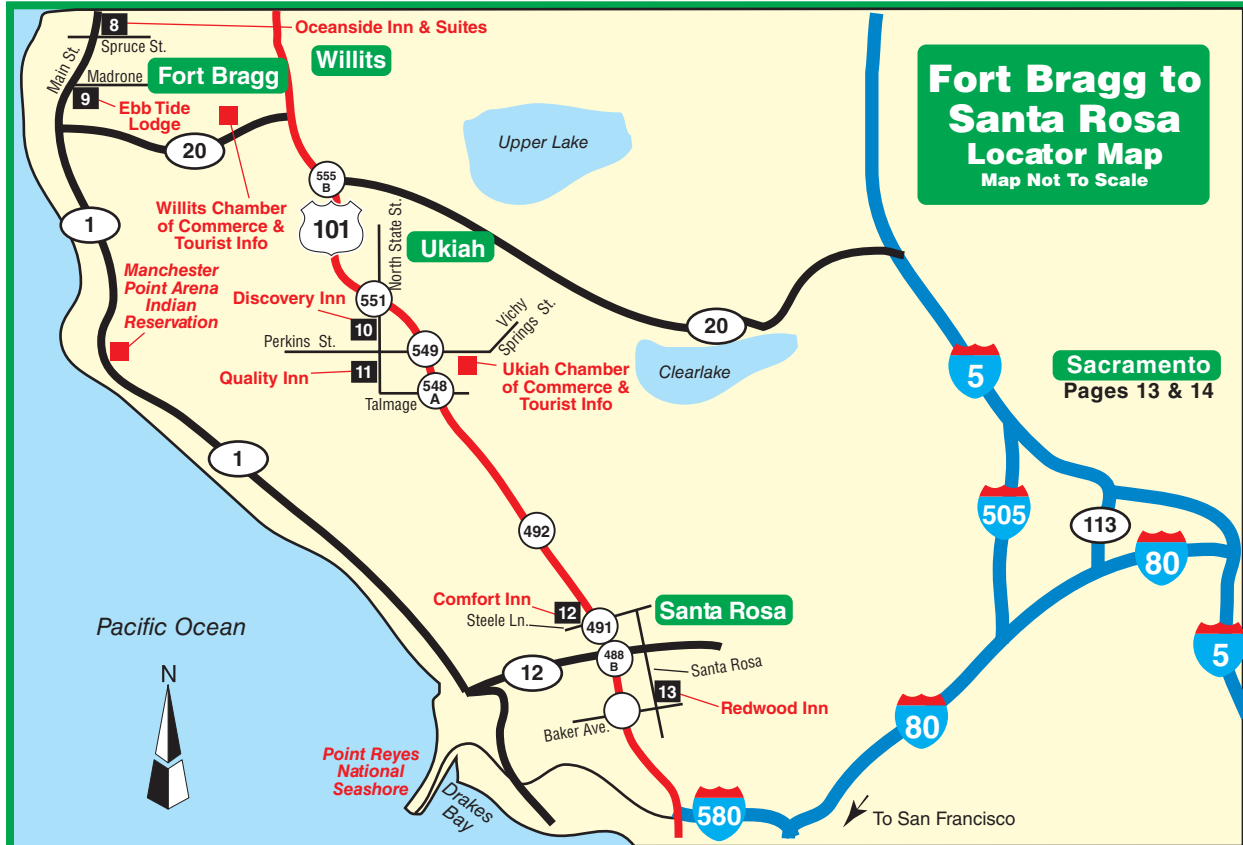 8
Oceanside Inn & Suites
Spruce St.
Main St.
Madrone
Fort Bragg
Willits
9
Ebb Tide
Lodge
20
Fort Bragg to
Santa Rosa
Locator Map
Map Not To Scale
Upper Lake
555
B
Willits Chamber
of Commerce &
Tourist Info
1
101
North State St.
Ukiah
Manchester
Point Arena
Indian
Reservation
Discovery Inn
551
10
Vichy
Springs St.
20
Perkins St.
549
Quality Inn
11
548
A
Talmage
Ukiah Chamber
of Commerce &
Tourist Info
Clearlake
5
Sacramento
Pages 13 & 14
1
492
505
113
80
Comfort Inn
12
Steele Ln.
491
Santa Rosa
Pacific Ocean
N
12
488
B
Santa Rosa
13
Redwood Inn
Baker Ave.
5
80
Point Reyes
National
Seashore
Drakes
Bay
580
To San Francisco